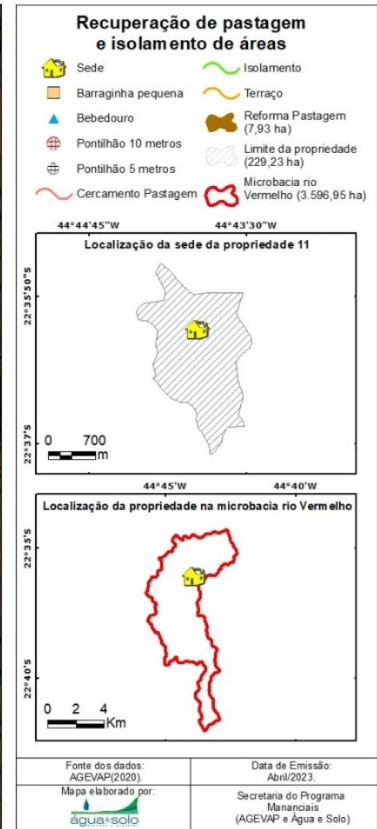 Recuperação de pastagem
e isolamento de áreas
Sede
Barraginha pequena
Bebedouro
Pontilhão 10 metros
Pontilhão 5 metros
Cercamento Pastagem
Isolamento
Terraço
Reforma Pastagem
(7,93 ha)
Limite da propriedade
(229,23 ha)
Microbacia rio
Vermelho (3.596,95 ha)
44°44'45"W 44°43'30"W
Localização da sede da propriedade 11
22°35'50"S
22°37'S
0 700
m
44°45'W 44°40'W
Localização da propriedade na microbacia rio Vermelho
22°35'S
22°40'S
0 2 4
Km
Fonte dos dados:
AGEVAP(2020).
Data de Emissão:
Abril/2023.
Mapa elaborado por:
água&solo
Secretaria do Programa
Mananciais
(AGEVAP e Água e Solo)